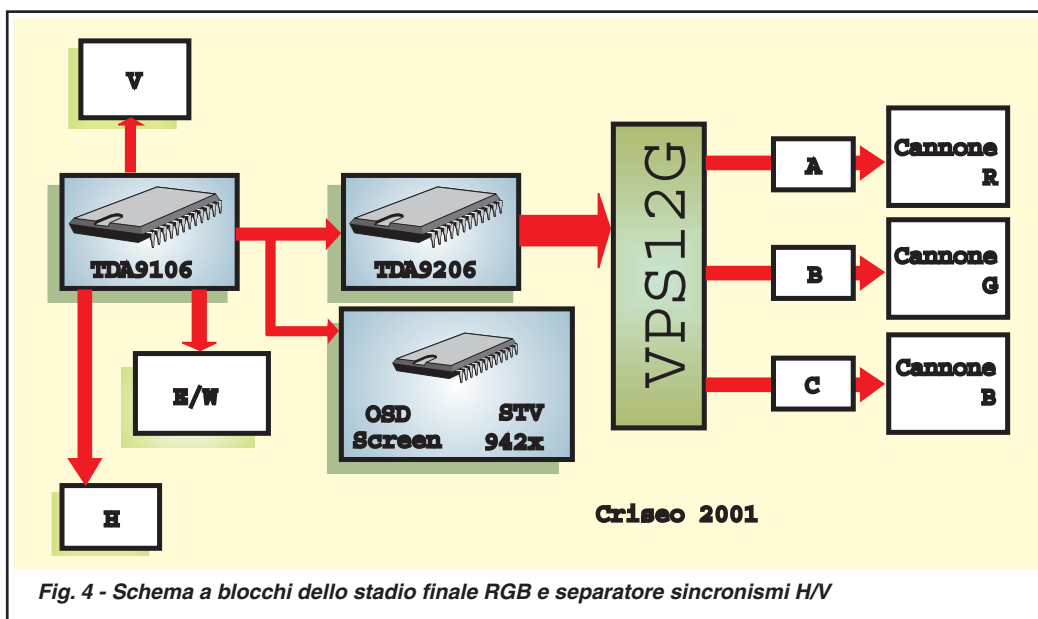 V
TDA9106
TDA9206
VPS12G
A
Cannone
R
B
Cannone
G
C
Cannone
B
E/W
OSD
Screen
STV
942x
H
Criseo 2001
Fig. 4 - Schema a blocchi dello stadio finale RGB e separatore sincronismi H/V